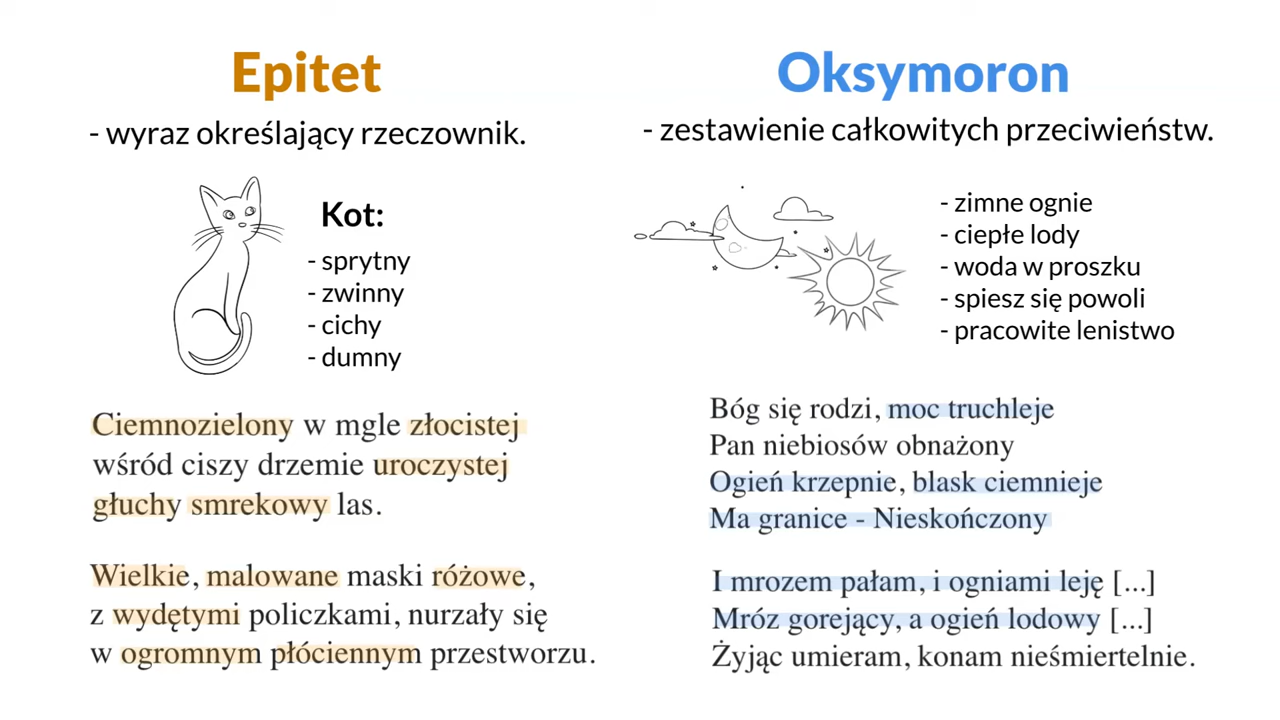 Epitet
- wyraz określający rzeczownik.
Kot:
- sprytny
- zwinny
- cichy
- dumny
Ciemnozielony w mgle złocistej
wśród ciszy drzemie uroczystej
głuchy smrekowy las.
Wielkie, malowane maski różowe,
z wydętymi policzkami, nurzały się
w ogromnym płóciennym przestworzu.
Oksymoron
- zestawienie całkowitych przeciwieństw.
- zimne ognie
- ciepłe lody
- woda w proszku
- spiesz się powoli
- pracowite lenistwo
Bóg się rodzi, moc truchleje
Pan niebiosów obnażony
Ogień krzepnie, blask ciemnieje
Ma granice - Nieskończony
I mrozem pałam, i ogniami leję [...]
Mróz gorejący, a ogień lodowy [...]
Żyjąc umieram, konam nieśmiertelnie.